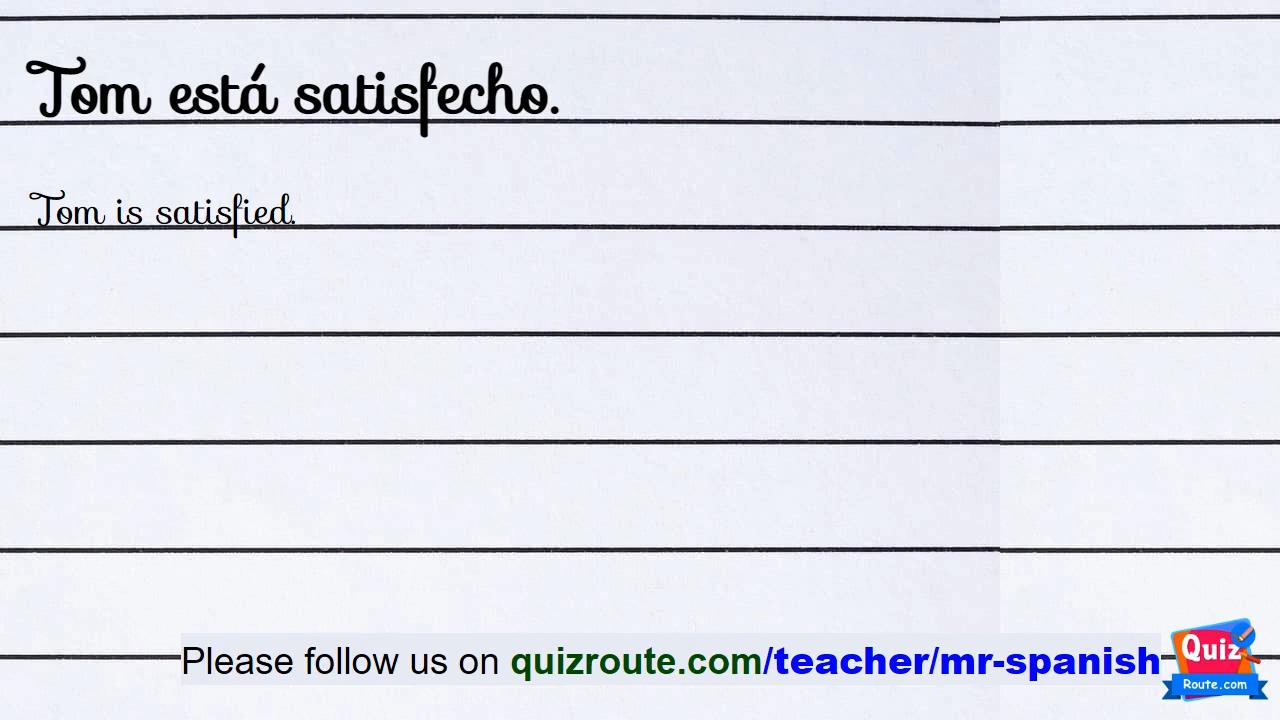 Tom está satisfecho.
Tom is satisfied.
Please follow us on quizroute.com/teacher/mr-spanish
Quiz
Route.com